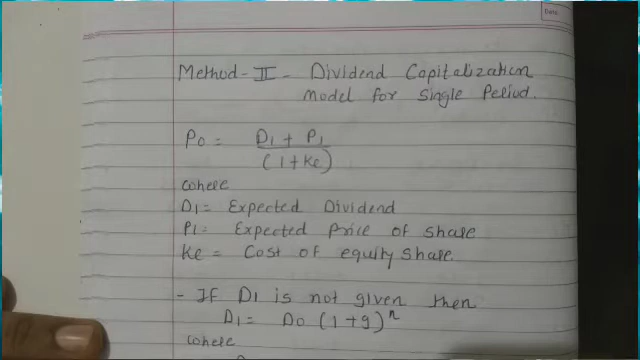 Date
Method-II - Dividend Capitalization
model for Single Period.
P0 = D1 + P1
(1+Ke)
where
D1= Expected Dividend
P1= Expected price of share
Ke = Cost of equity share
- If D1 is not given then
D1= D0 (1+g)^n
where